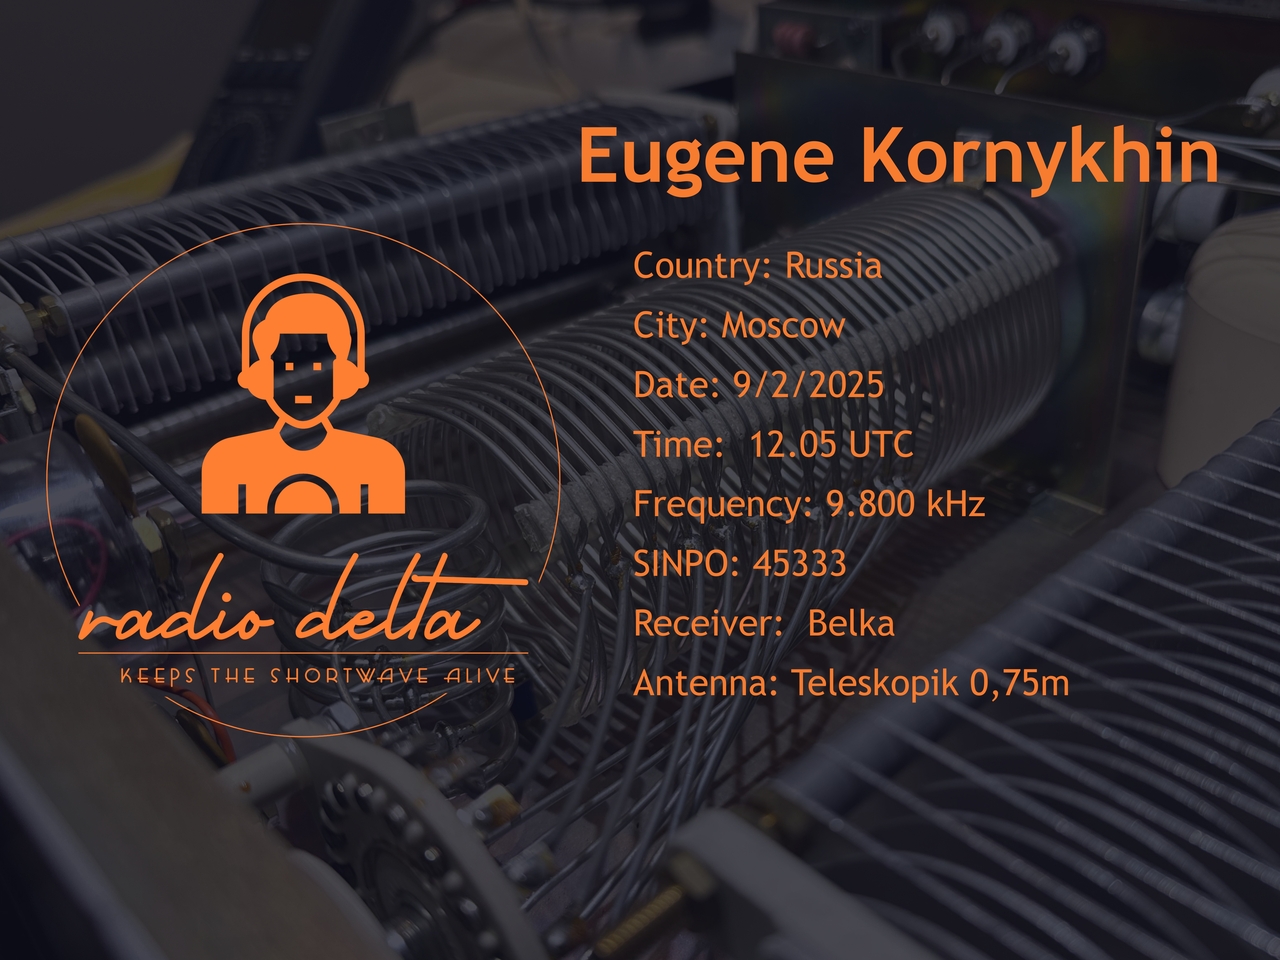 Eugene Kornykhin
Country: Russia
City: Moscow
Date: 9/2/2025
Time:  12.05 UTC
Frequency: 9.800 kHz
SINPO: 45333
Receiver:  Belka
Antenna: Teleskopik 0,75m
radio delta
KEEPS THE SHORTWAVE ALIVE